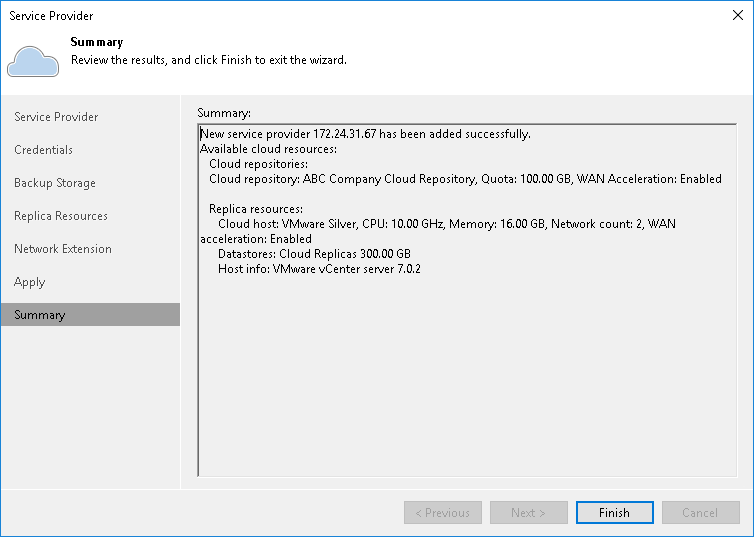 Service Provider
Summary
Review the results, and click Finish to exit the wizard.
Service Provider
Credentials
Backup Storage
Replica Resources
Network Extension
Apply
Summary
Summary:
New service provider 172.24.31.67 has been added successfully.
Available cloud resources:
Cloud repositories:
Cloud repository: ABC Company Cloud Repository, Quota: 100.00 GB, WAN Acceleration: Enabled
Replica resources:
Cloud host: VMware Silver, CPU: 10.00 GHz, Memory: 16.00 GB, Network count: 2, WAN
acceleration: Enabled
Datastores: Cloud Replicas 300.00 GB
Host info: VMware vCenter server 7.0.2
< Previous
Next >
Finish
Cancel